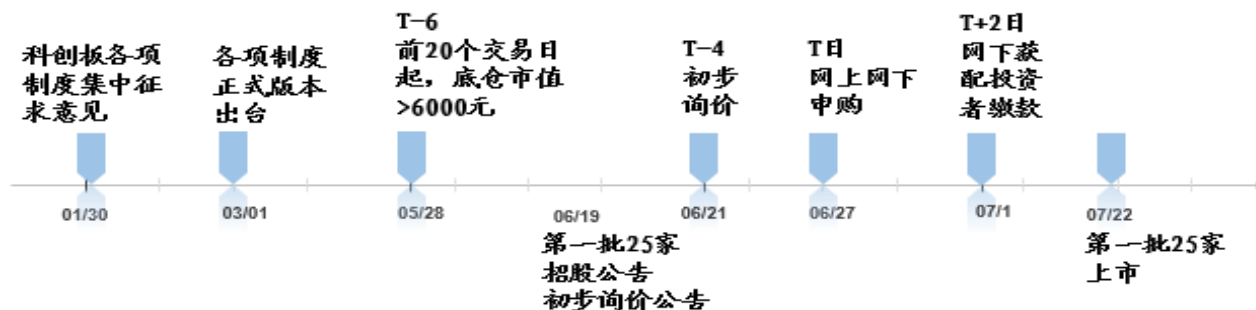 科创板各项
制度集中征
求意见
各项制度
正式版本
出台
T-6
前20个交易日
起，底仓市值
>6000元
T-4
初步
询价
T日
网上网下
申购
T+2日
网下获
配投资
者缴款
01/30
03/01
05/28
06/19
06/21
06/27
07/1
07/22
第一批25家
招股公告
初步询价公告
第一批25家
上市